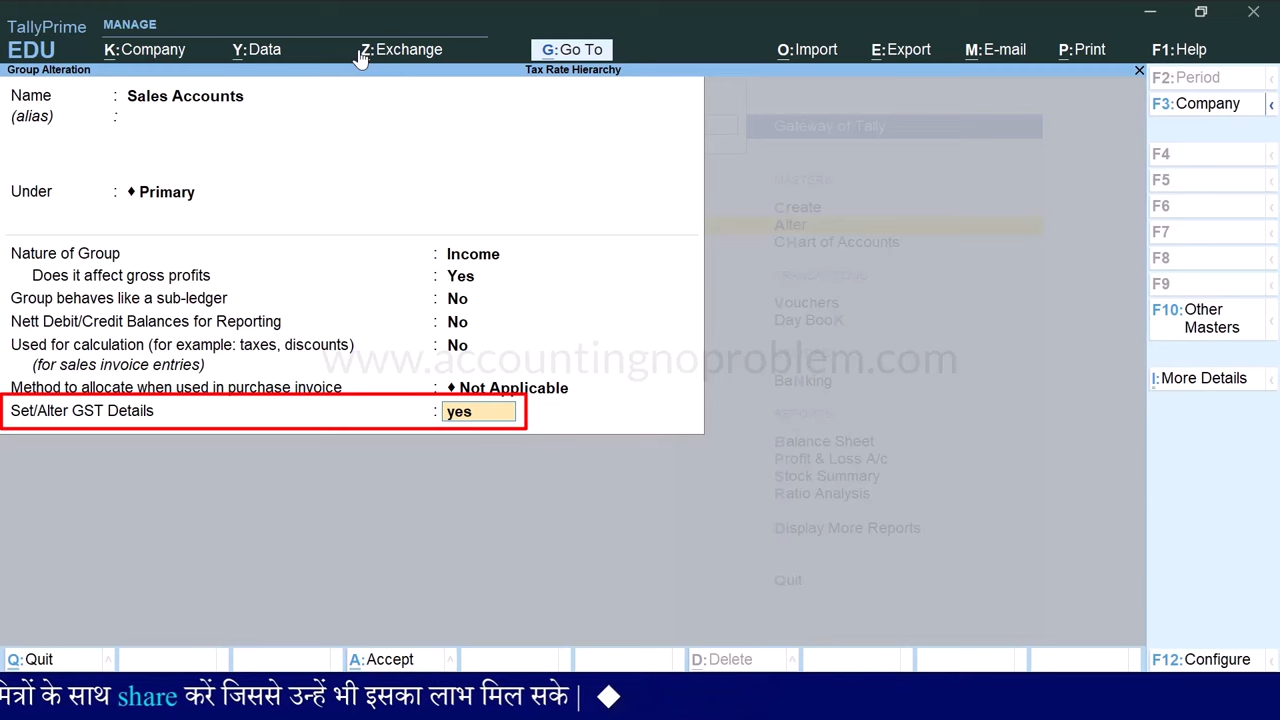 TallyPrime MANAGE
EDU K:Company Y:Data Z:Exchange G:Go To O:Import E:Export M:E-mail P:Print F1:Help
Group Alteration Tax Rate Hierarchy
Name : Sales Accounts
(alias) :
Under : ♦ Primary
Nature of Group : Income
Does it affect gross profits : Yes
Group behaves like a sub-ledger : No
Nett Debit/Credit Balances for Reporting : No
Used for calculation (for example: taxes, discounts) : No
(for sales invoice entries)
Method to allocate when used in purchase invoice : ♦ Not Applicable
Set/Alter GST Details : yes
www.accountingnoproblem.com
Gateway of Tally
MASTERS
Create
Alter
CHart of Accounts
Vouchers
Day BooK
BaNking
REPORTS
Balance Sheet
Profit & Loss A/c
Stock Summary
Ratio Analysis
Display More Reports
Quit
F2:Period
F3:Company
F4
F5
F6
F7
F8
F9
F10:Other
Masters
I:More Details
Q:Quit A:Accept D:Delete F12:Configure
मित्रों के साथ share करें जिससे उन्हें भी इसका लाभ मिल सके |